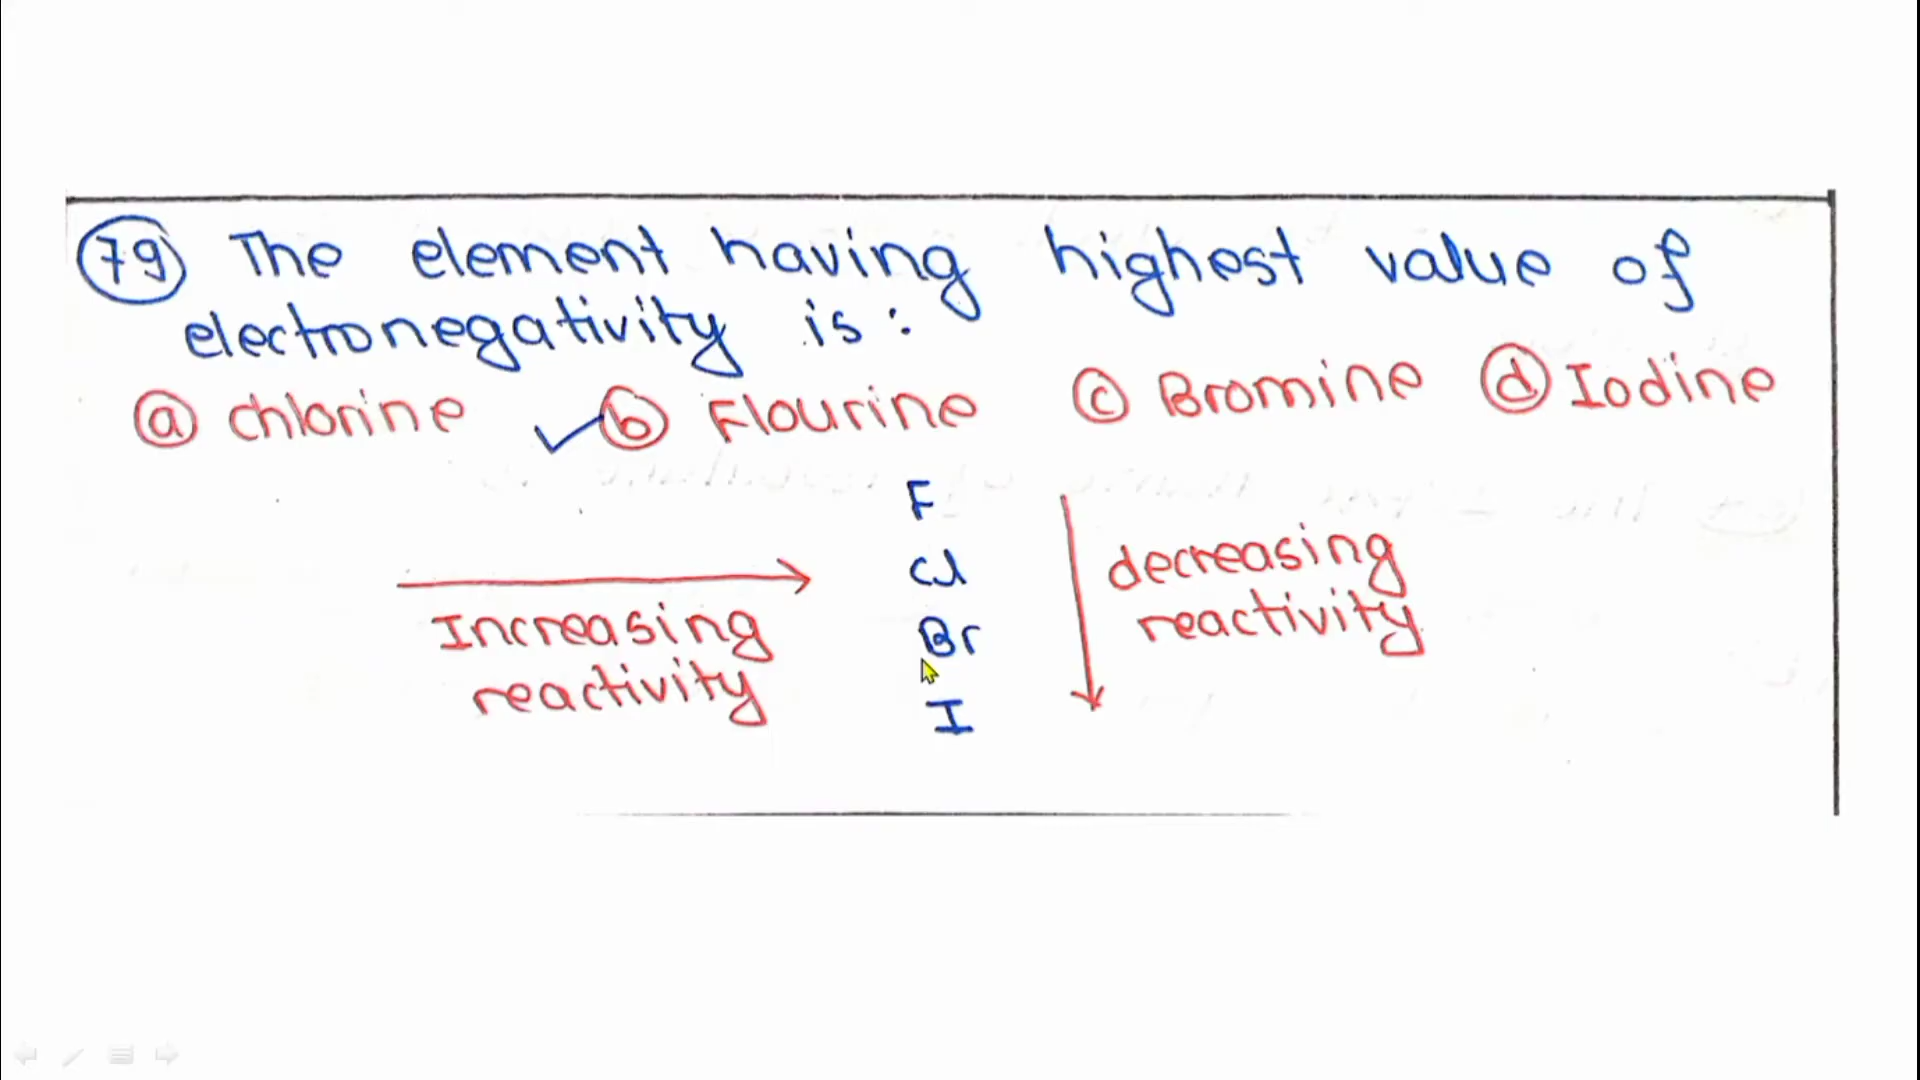 79 The element having highest value of
electronegativity is:
a Chlorine b Flourine c Bromine d Iodine
F
Cl
Br
I
Increasing
reactivity
decreasing
reactivity